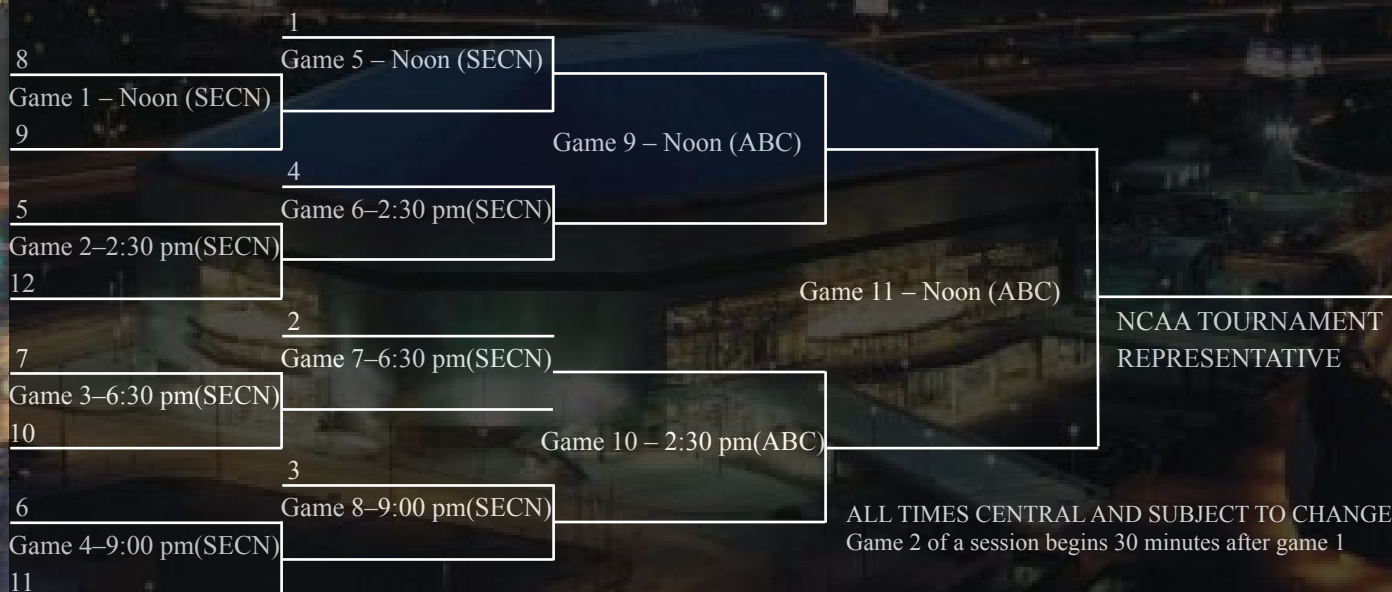 1
8
Game 5 – Noon (SECN)
Game 1 – Noon (SECN)
9
Game 9 – Noon (ABC)
4
5
Game 6–2:30 pm(SECN)
Game 2–2:30 pm(SECN)
12
Game 11 – Noon (ABC)
2
NCAA TOURNAMENT
REPRESENTATIVE
7
Game 7–6:30 pm(SECN)
Game 3–6:30 pm(SECN)
10
Game 10 – 2:30 pm(ABC)
3
6
Game 8–9:00 pm(SECN)
ALL TIMES CENTRAL AND SUBJECT TO CHANGE
Game 2 of a session begins 30 minutes after game 1
Game 4–9:00 pm(SECN)
11